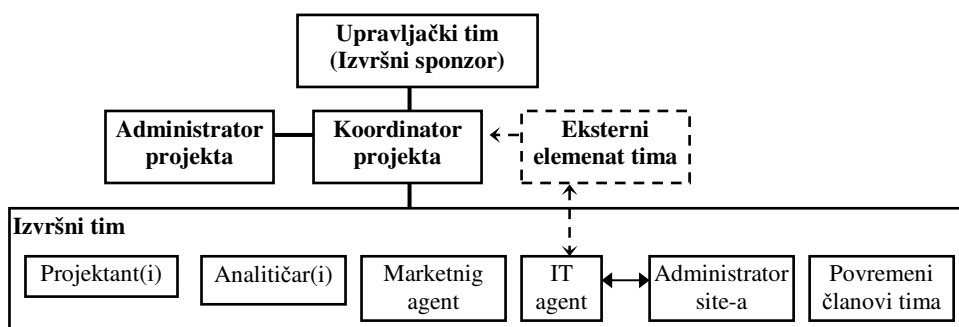 Upravljački tim
(Izvršni sponzor)
Administrator
projekta
Koordinator
projekta
Eksterni
elemenat tima
Izvršni tim
Projektant(i)
Analitičar(i)
Marketnig
agent
IT
agent
Administrator
site-a
Povremeni
članovi tima